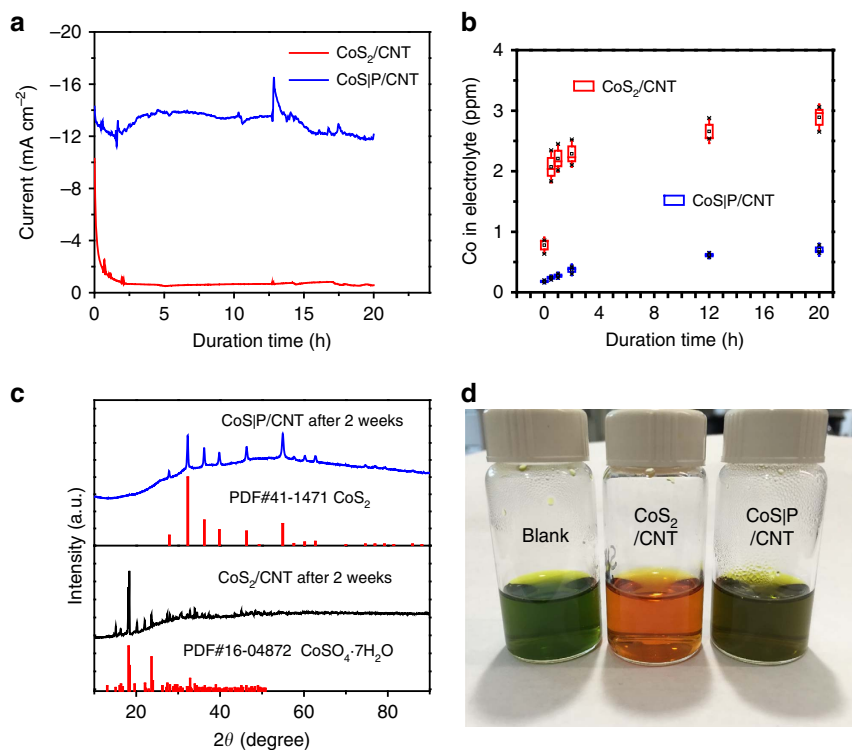 a
−20
−16
−12
−8
−4
0
Current (mA cm⁻²)
CoS₂/CNT
CoS|P/CNT
0 5 10 15 20
Duration time (h)
b
4
3
2
1
0
Co in electrolyte (ppm)
CoS₂/CNT
CoS|P/CNT
0 4 8 12 16 20
Duration time (h)
c
Intensity (a.u.)
CoS|P/CNT after 2 weeks
PDF#41-1471 CoS₂
CoS₂/CNT after 2 weeks
PDF#16-04872 CoSO₄·7H₂O
20 40 60 80
2θ (degree)
d
Blank
CoS₂
/CNT
CoS|P
/CNT